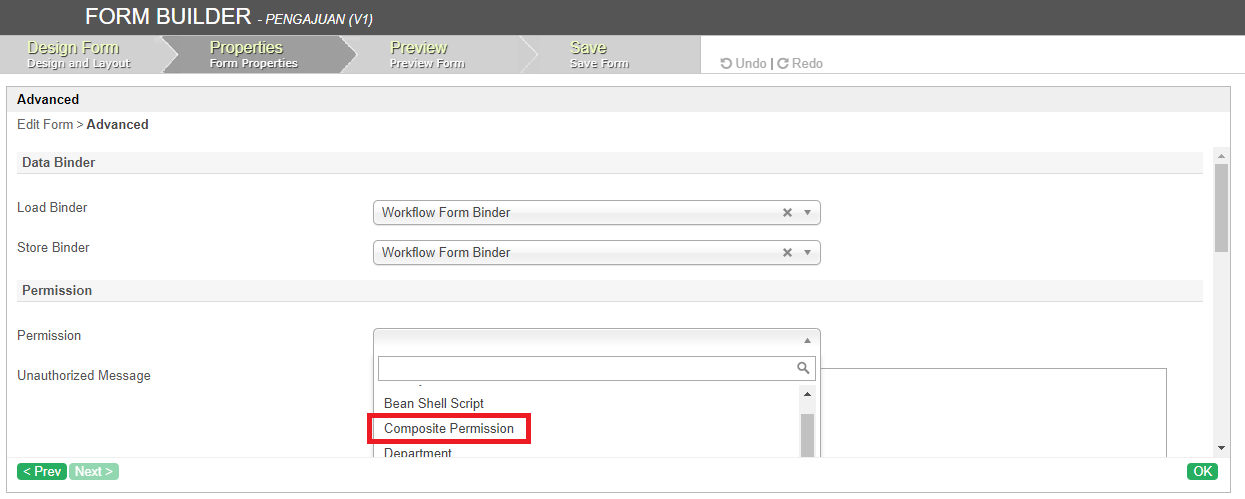 FORM BUILDER - PENGAJUAN (V1)
Design Form
Design and Layout
Properties
Form Properties
Preview
Preview Form
Save
Save Form
Undo | Redo
Advanced
Edit Form > Advanced
Data Binder
Load Binder
Workflow Form Binder
Store Binder
Workflow Form Binder
Permission
Permission
Unauthorized Message
Bean Shell Script
Composite Permission
Department
< Prev Next >
OK